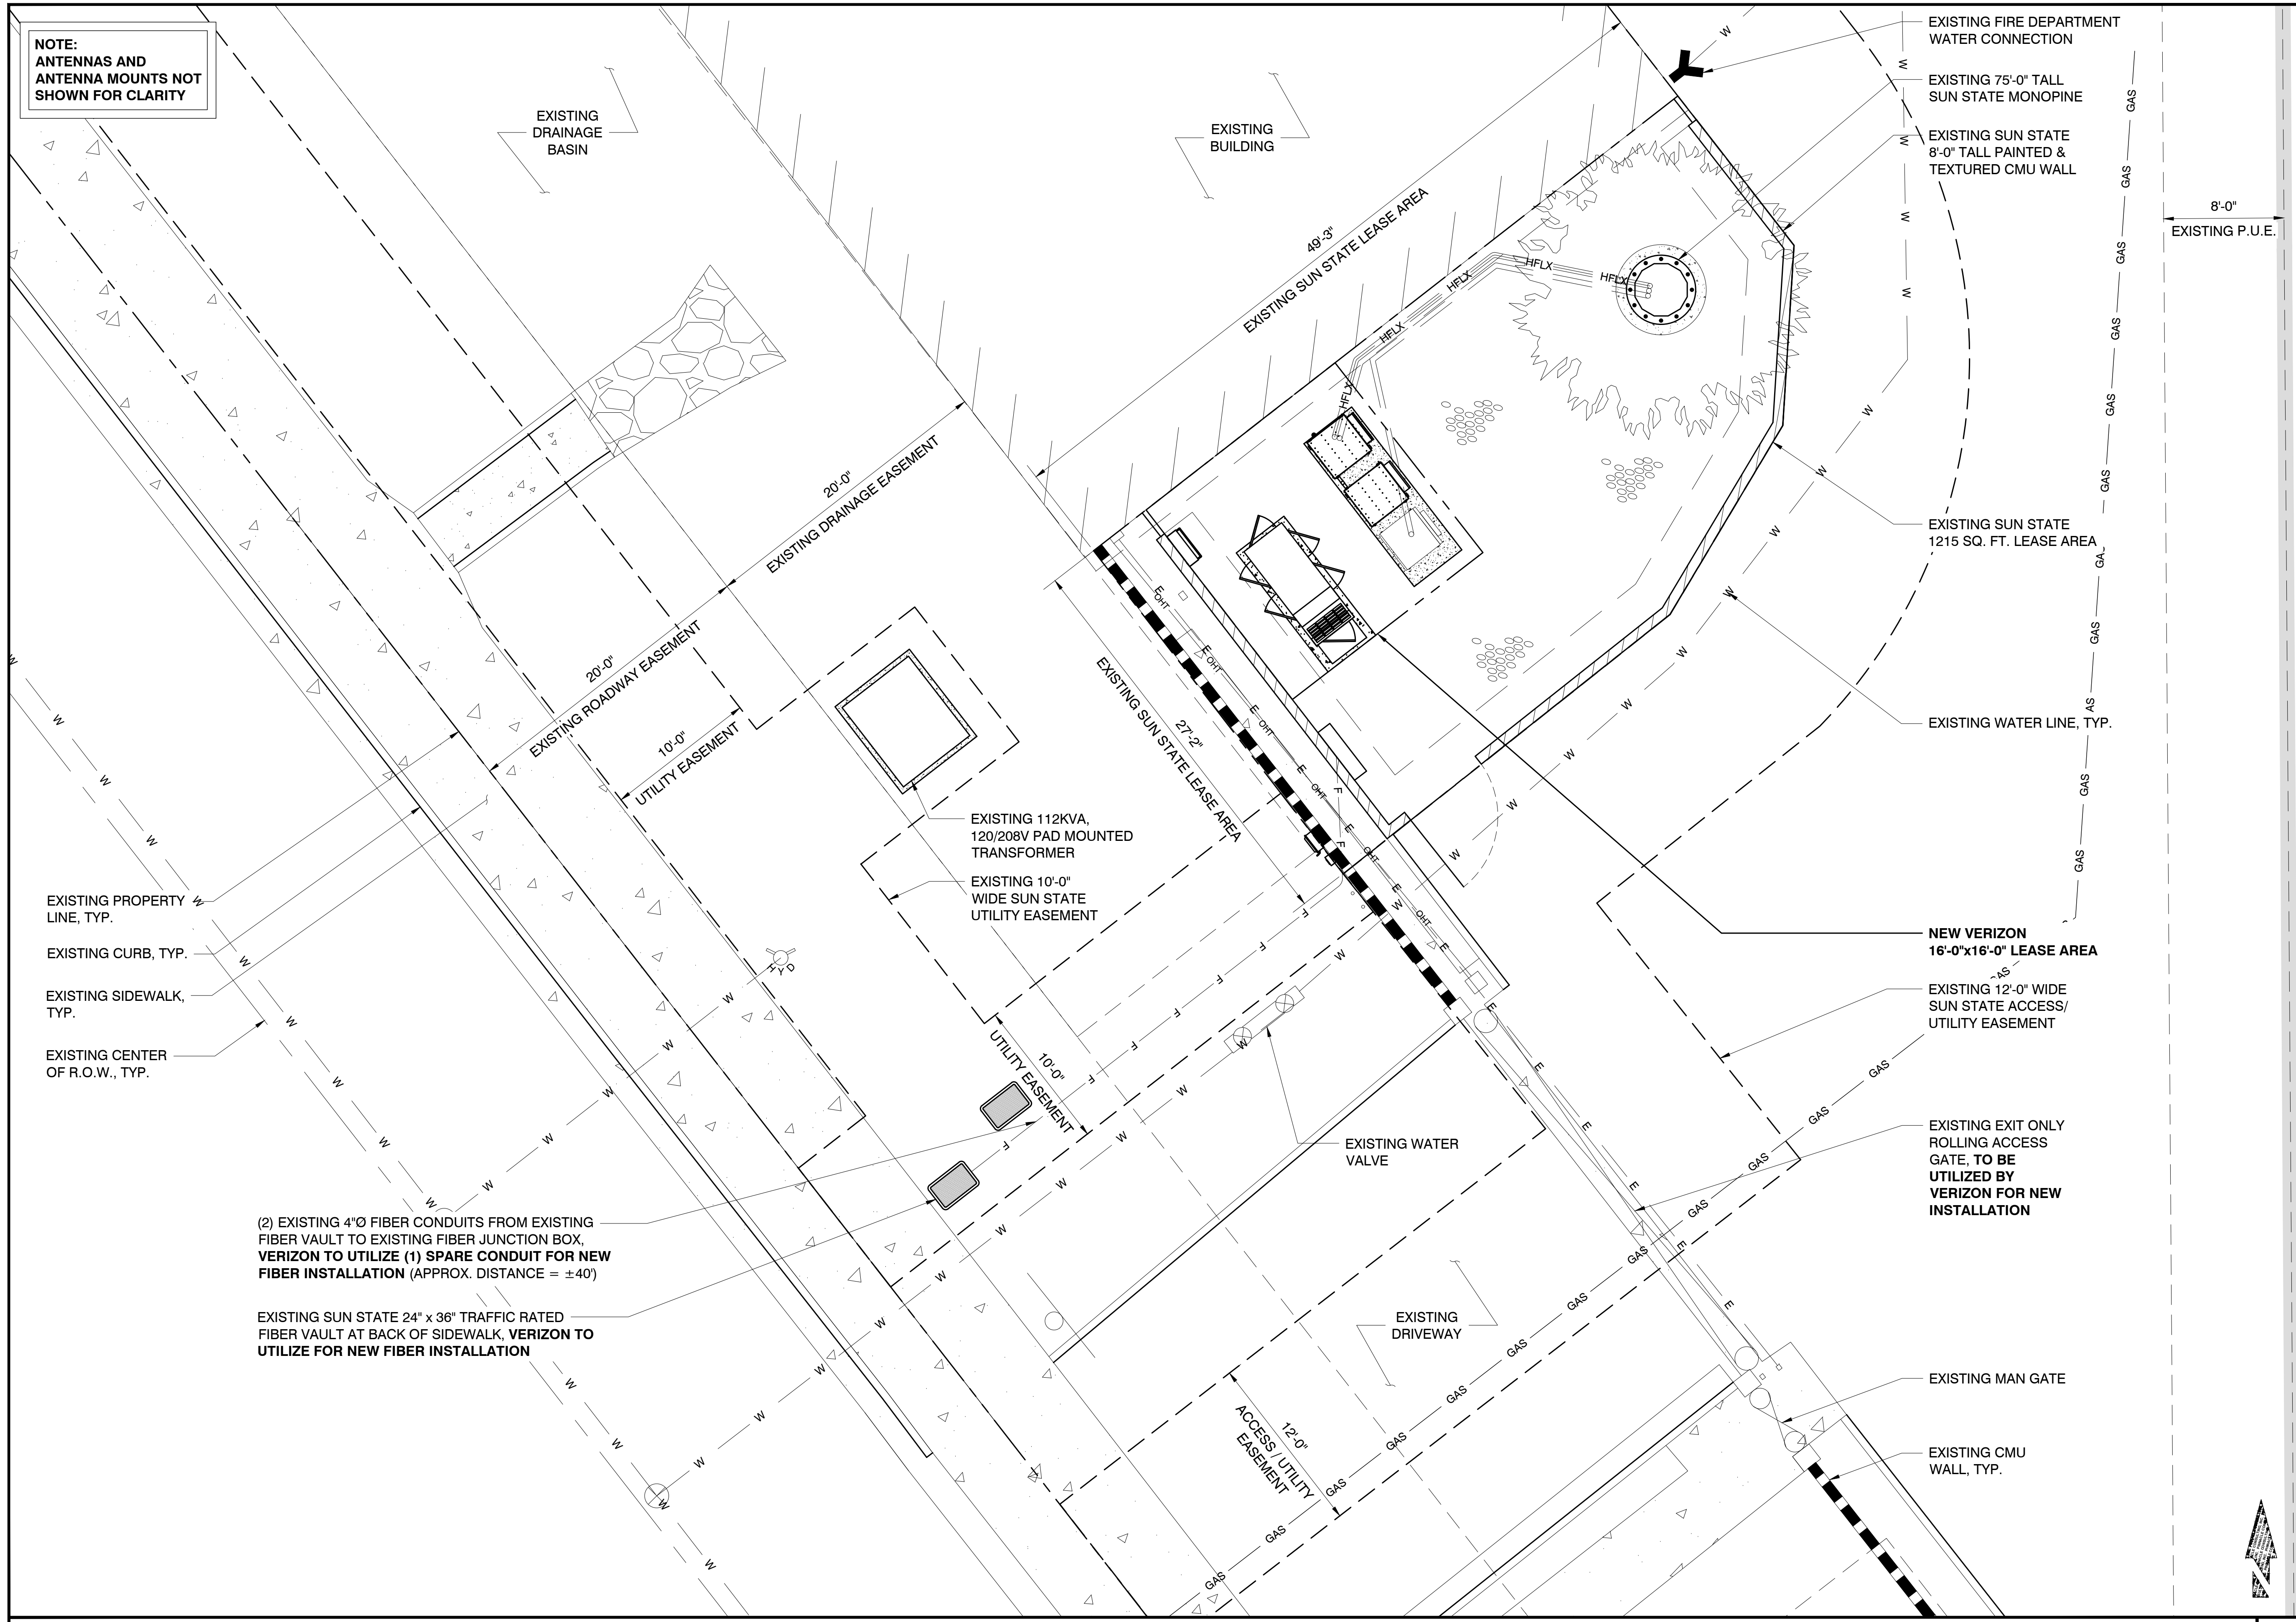 NOTE:
ANTENNAS AND
ANTENNA MOUNTS NOT
SHOWN FOR CLARITY
EXISTING
DRAINAGE
BASIN
EXISTING
BUILDING
EXISTING FIRE DEPARTMENT
WATER CONNECTION
EXISTING 75'-0" TALL
SUN STATE MONOPINE
EXISTING SUN STATE
8'-0" TALL PAINTED &
TEXTURED CMU WALL
8'-0"
EXISTING P.U.E.
49'-3"
EXISTING SUN STATE LEASE AREA
HFLX
HFLX
HFLX
HFLX
HFLX
20'-0"
EXISTING DRAINAGE EASEMENT
20'-0"
EXISTING ROADWAY EASEMENT
10'-0"
UTILITY EASEMENT
27'-2"
EXISTING SUN STATE LEASE AREA
EXISTING SUN STATE
1215 SQ. FT. LEASE AREA
EXISTING WATER LINE, TYP.
EXISTING 112KVA,
120/208V PAD MOUNTED
TRANSFORMER
EXISTING 10'-0"
WIDE SUN STATE
UTILITY EASEMENT
EXISTING PROPERTY
LINE, TYP.
EXISTING CURB, TYP.
EXISTING SIDEWALK,
TYP.
EXISTING CENTER
OF R.O.W., TYP.
HYD
10'-0"
UTILITY EASEMENT
NEW VERIZON
16'-0"x16'-0" LEASE AREA
EXISTING 12'-0" WIDE
SUN STATE ACCESS/
UTILITY EASEMENT
EXISTING WATER
VALVE
EXISTING EXIT ONLY
ROLLING ACCESS
GATE, TO BE
UTILIZED BY
VERIZON FOR NEW
INSTALLATION
(2) EXISTING 4"Ø FIBER CONDUITS FROM EXISTING
FIBER VAULT TO EXISTING FIBER JUNCTION BOX,
VERIZON TO UTILIZE (1) SPARE CONDUIT FOR NEW
FIBER INSTALLATION (APPROX. DISTANCE = ±40')
EXISTING SUN STATE 24" x 36" TRAFFIC RATED
FIBER VAULT AT BACK OF SIDEWALK, VERIZON TO
UTILIZE FOR NEW FIBER INSTALLATION
EXISTING
DRIVEWAY
12'-0"
ACCESS / UTILITY
EASEMENT
EXISTING MAN GATE
EXISTING CMU
WALL, TYP.